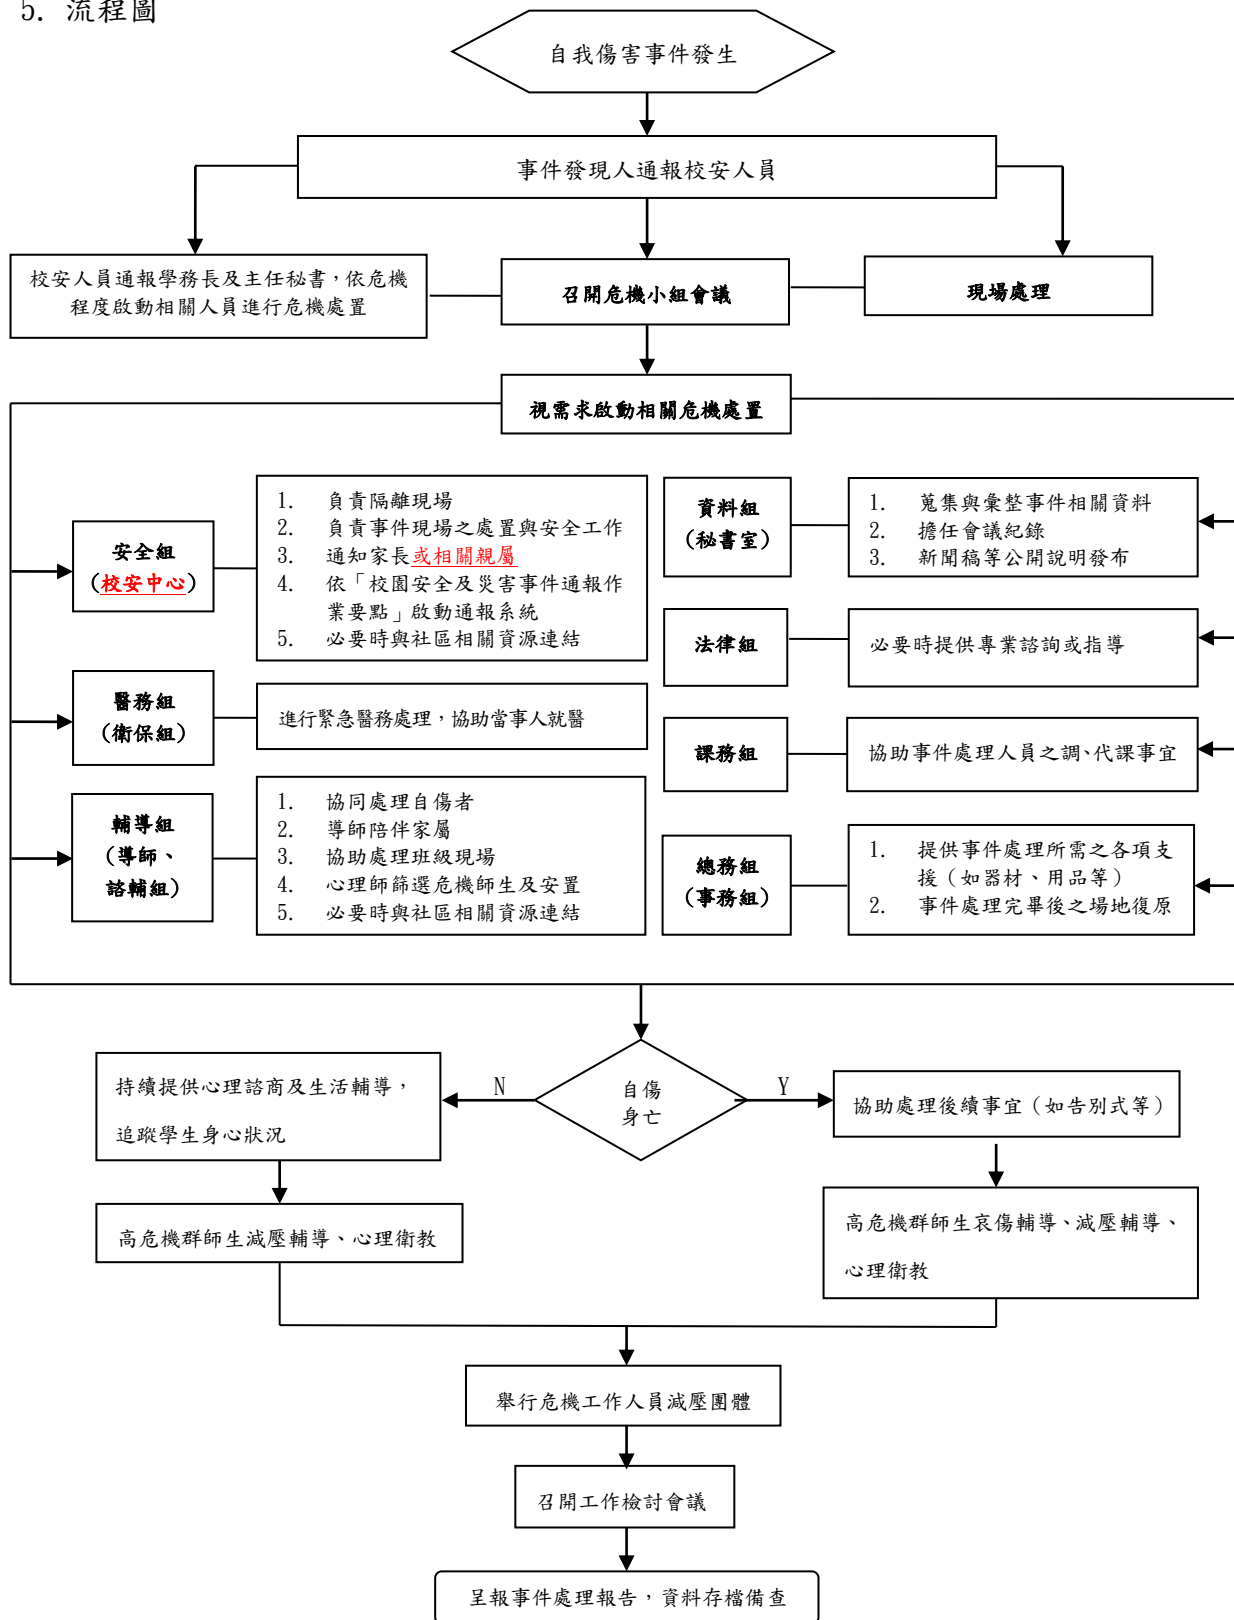 5. 流程圖
自我傷害事件發生
事件發現人通報校安人員
校安人員通報學務長及主任秘書，依危機
程度啟動相關人員進行危機處置
召開危機小組會議
現場處理
視需求啟動相關危機處置
安全組
(校安中心)
1. 負責隔離現場
2. 負責事件現場之處置與安全工作
3. 通知家長或相關親屬
4. 依「校園安全及災害事件通報作
業要點」啟動通報系統
5. 必要時與社區相關資源連結
醫務組
(衛保組)
進行緊急醫務處理，協助當事人就醫
輔導組
(導師、
諮輔組)
1. 協同處理自傷者
2. 導師陪伴家屬
3. 協助處理班級現場
4. 心理師篩選危機師生及安置
5. 必要時與社區相關資源連結
資料組
(秘書室)
1. 蒐集與彙整事件相關資料
2. 擔任會議紀錄
3. 新聞稿等公開說明發布
法律組
必要時提供專業諮詢或指導
課務組
協助事件處理人員之調、代課事宜
總務組
(事務組)
1. 提供事件處理所需之各項支
援（如器材、用品等）
2. 事件處理完畢後之場地復原
自傷
身亡
N
Y
持續提供心理諮商及生活輔導，
追蹤學生身心狀況
高危機群師生減壓輔導、心理衛教
協助處理後續事宜（如告別式等）
高危機群師生哀傷輔導、減壓輔導、
心理衛教
舉行危機工作人員減壓團體
召開工作檢討會議
呈報事件處理報告，資料存檔備查